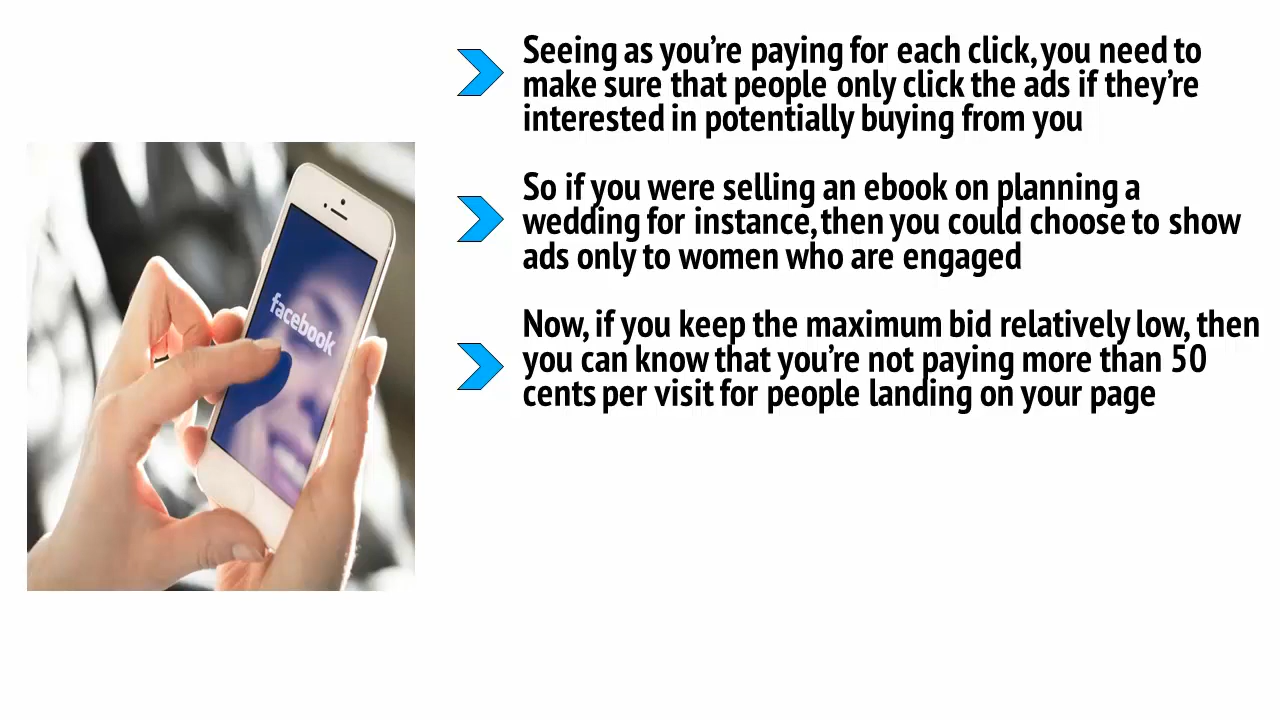 Seeing as you’re paying for each click, you need to
make sure that people only click the ads if they’re
interested in potentially buying from you
So if you were selling an ebook on planning a
wedding for instance, then you could choose to show
ads only to women who are engaged
Now, if you keep the maximum bid relatively low, then
you can know that you’re not paying more than 50
cents per visit for people landing on your page
facebook